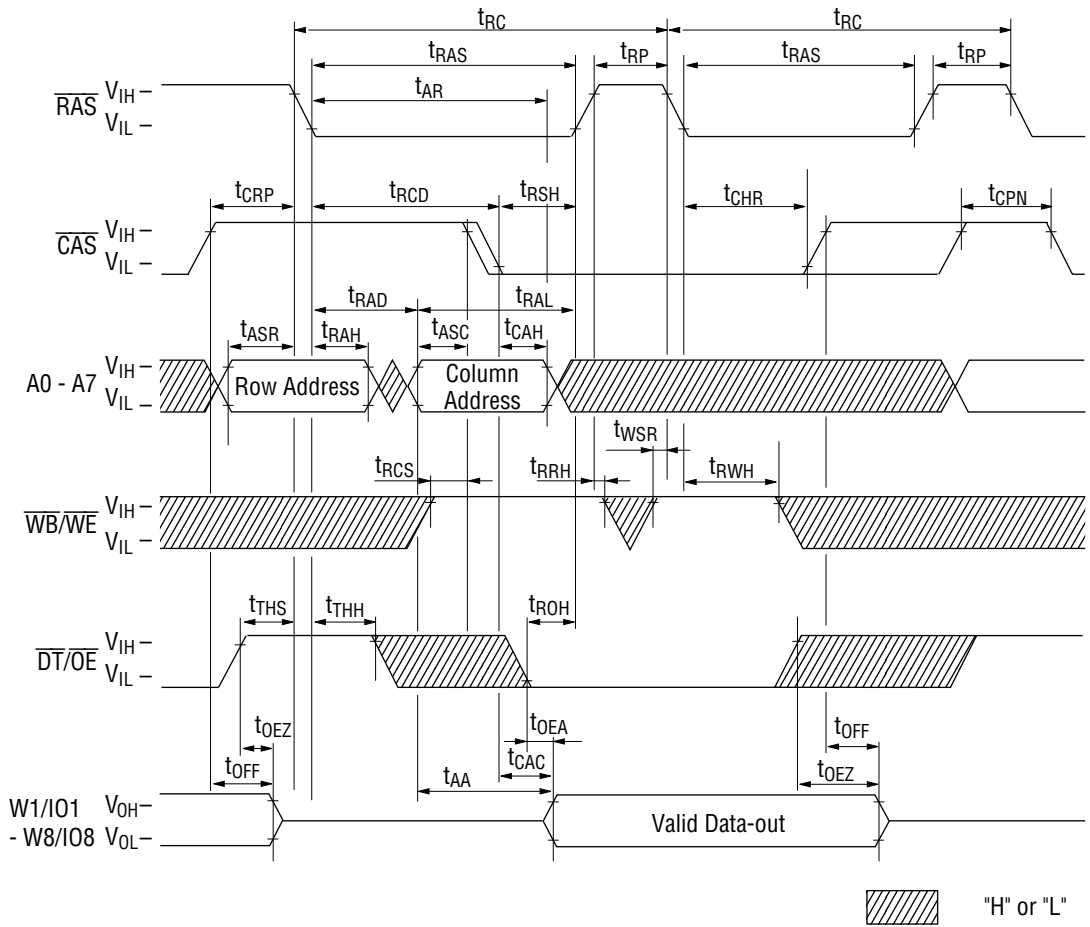 tRC tRC
tRAS tRP tRAS tRP
tAR
RAS VIH –
VIL –
tCRP tRCD tRSH tCHR tCPN
CAS VIH –
VIL –
tRAD tRAL
tASR tRAH tASC tCAH
A0 - A7 VIH –
VIL –
Row Address
Column
Address
tWSR
tRCS tRRH tRWH
WB/WE VIH –
VIL –
tTHS tTHH tROH
DT/OE VIH –
VIL –
tOEZ tOEA tOFF
tOFF tCAC tOEZ
tAA
W1/IO1 VOH –
- W8/IO8 VOL –
Valid Data-out
"H" or "L"